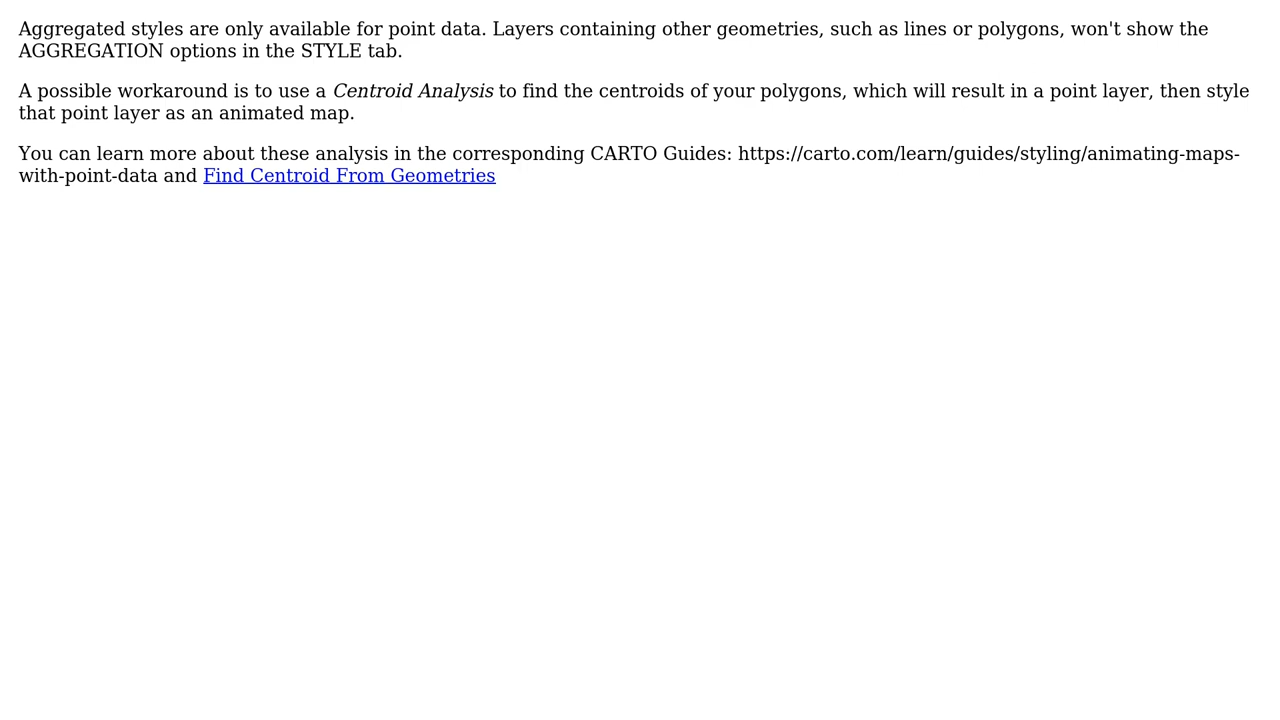 Aggregated styles are only available for point data. Layers containing other geometries, such as lines or polygons, won't show the
AGGREGATION options in the STYLE tab.
A possible workaround is to use a Centroid Analysis to find the centroids of your polygons, which will result in a point layer, then style
that point layer as an animated map.
You can learn more about these analysis in the corresponding CARTO Guides: https://carto.com/learn/guides/styling/animating-maps-
with-point-data and Find Centroid From Geometries